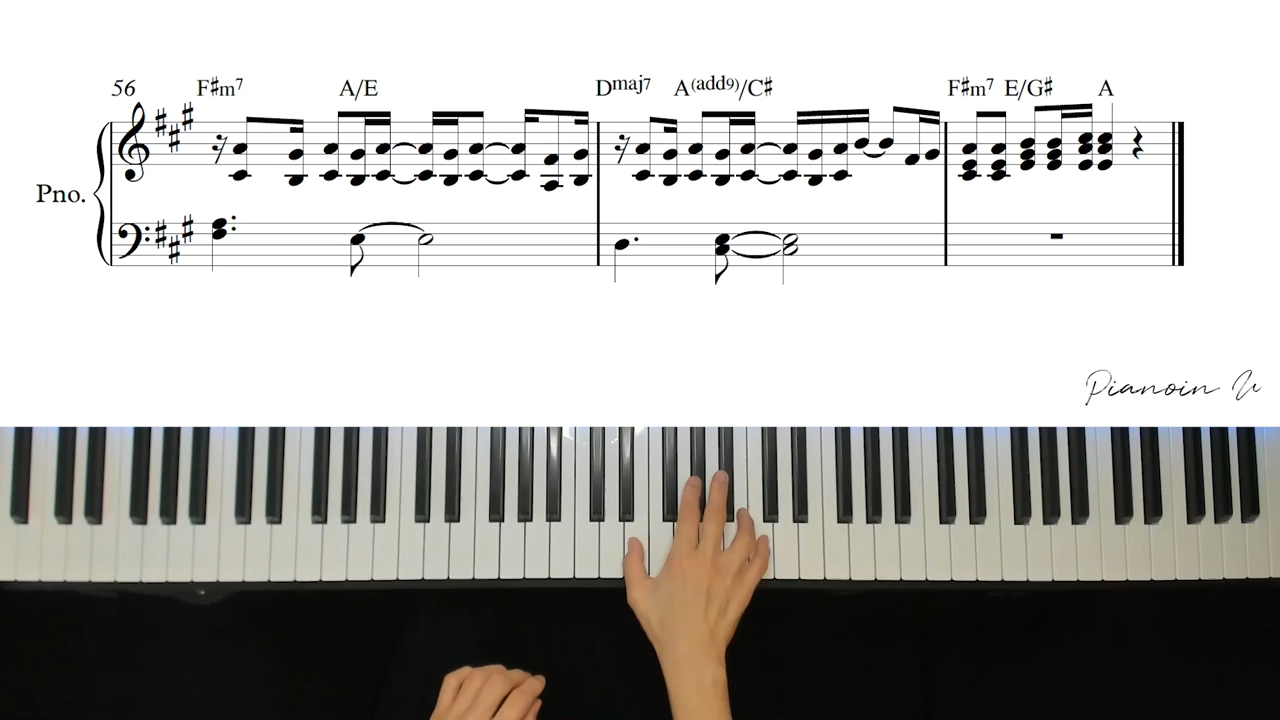 56 F♯m7 A/E Dmaj7 A(add9)/C♯ F♯m7 E/G♯ A
Pno.
Pianoin U